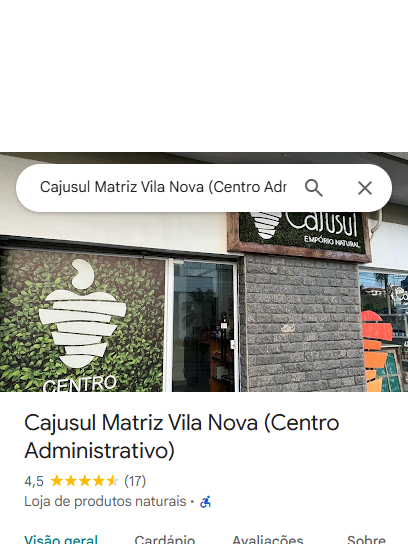 Cajusul Matriz Vila Nova (Centro Adr
Cajusul
EMPÓRIO NATURAL
CENTRO
Cajusul Matriz Vila Nova (Centro
Administrativo)
4,5 (17)
Loja de produtos naturais ·
Visão geral Cardápio Avaliações Sobre